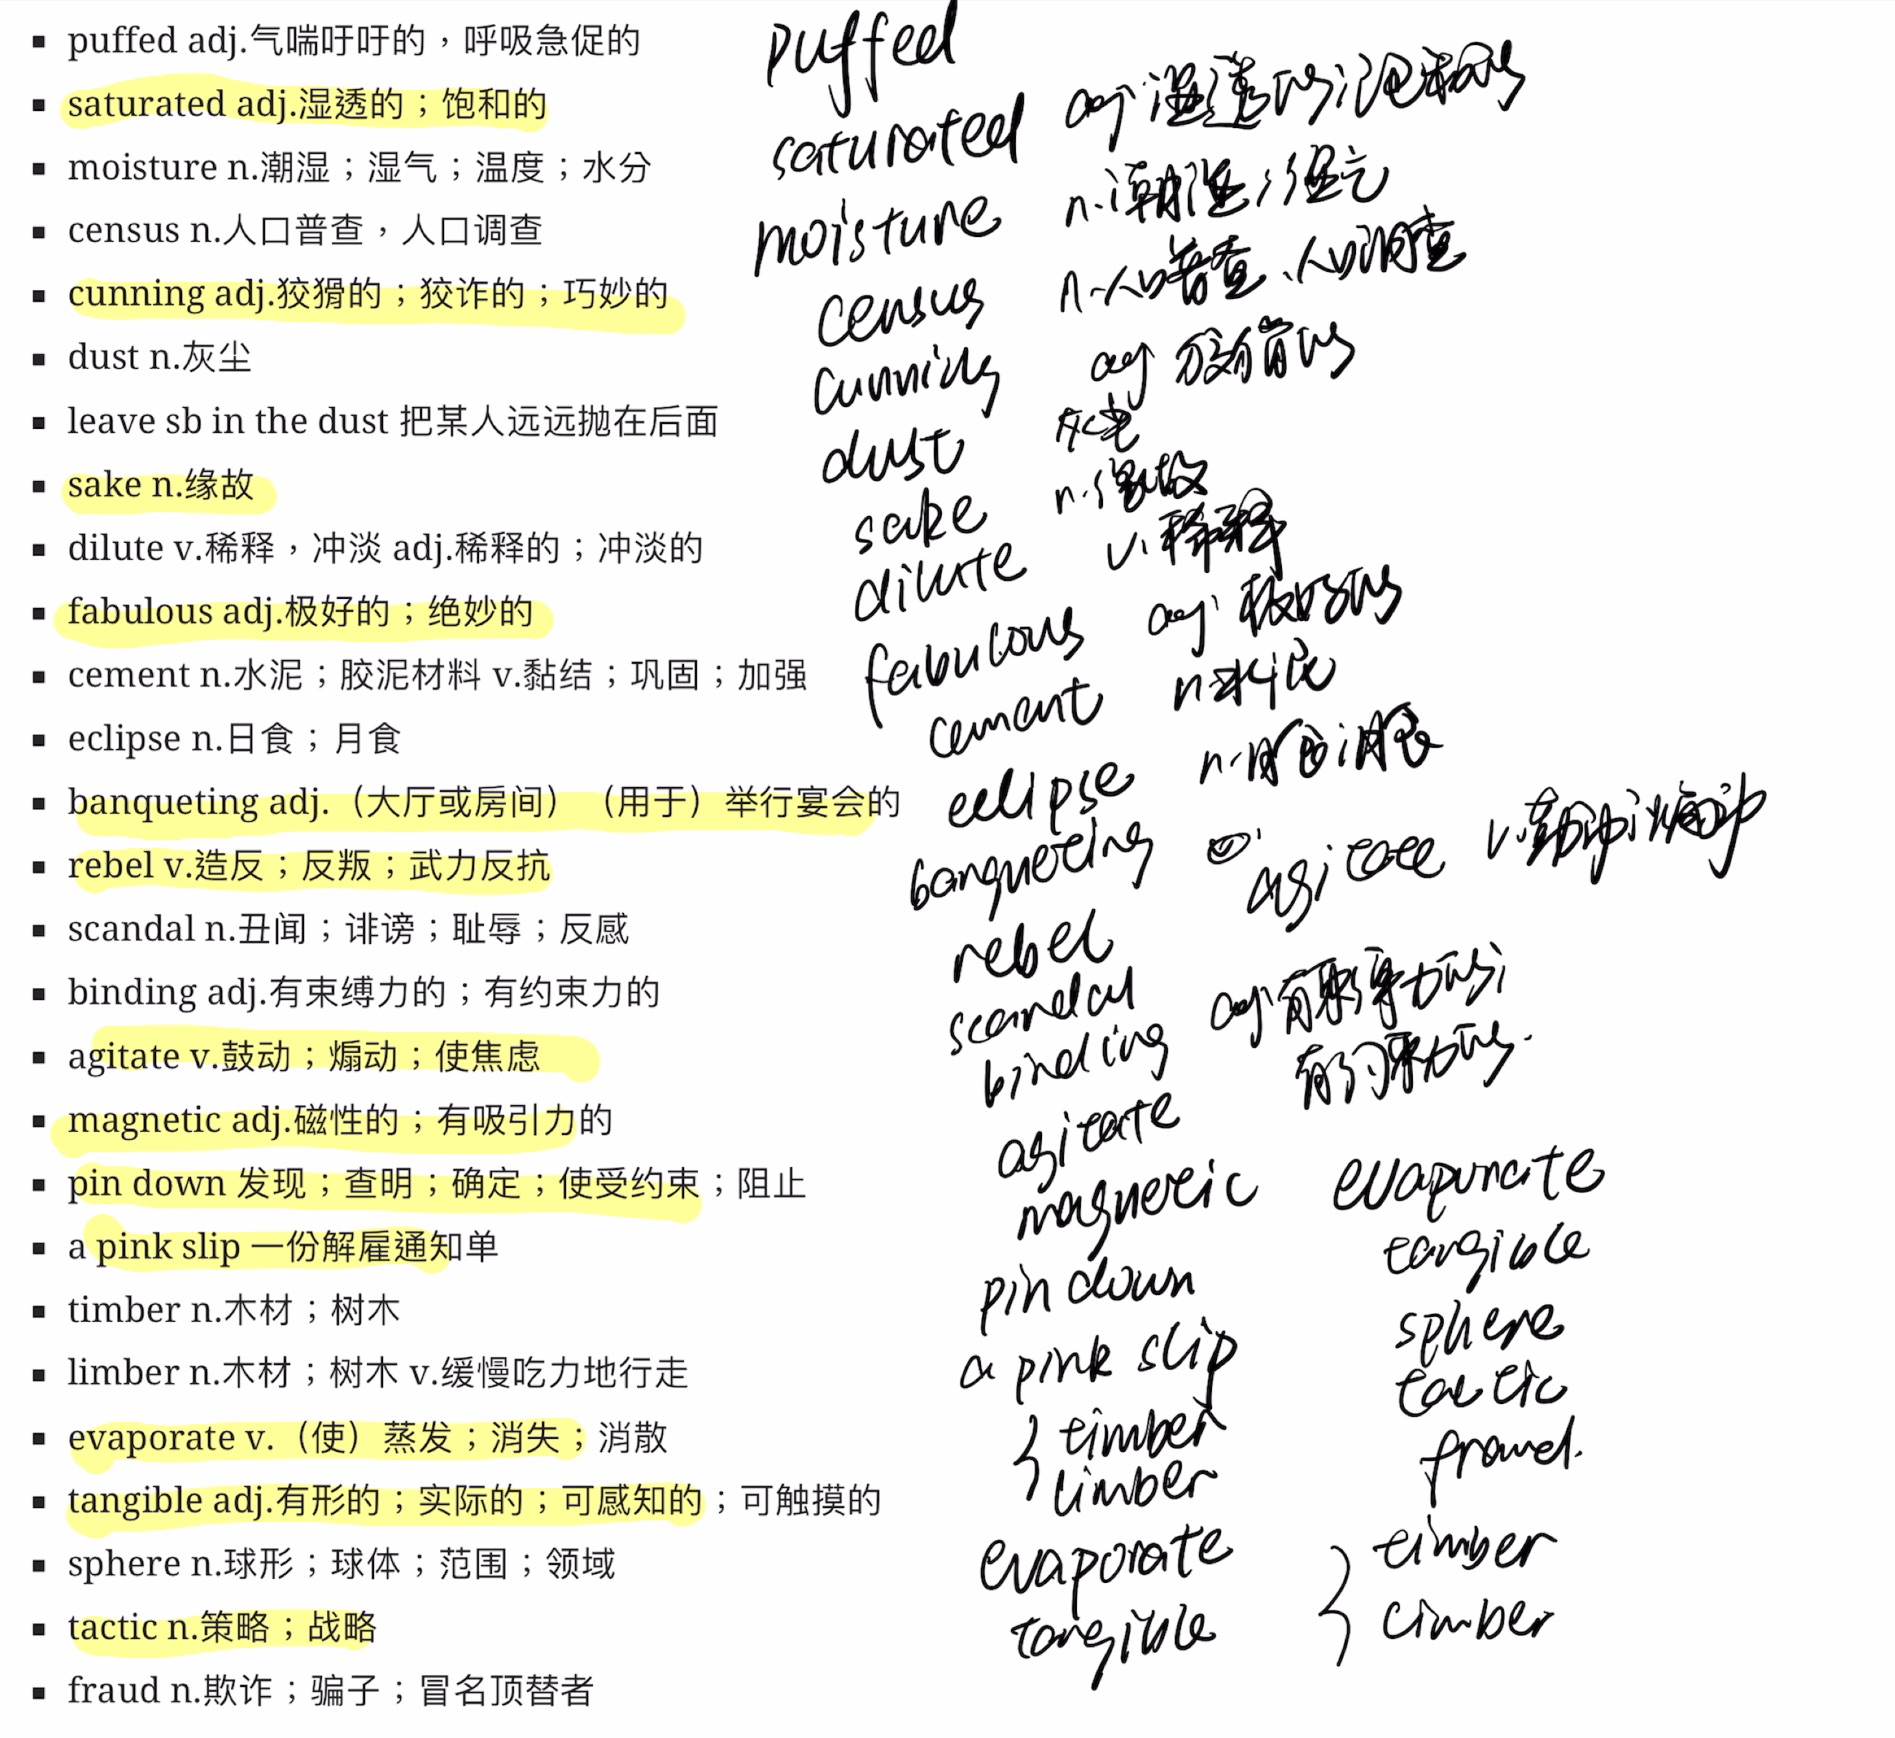 ▪ puffed adj.气喘吁吁的，呼吸急促的
▪ saturated adj.湿透的；饱和的
▪ moisture n.潮湿；湿气；温度；水分
▪ census n.人口普查，人口调查
▪ cunning adj.狡猾的；狡诈的；巧妙的
▪ dust n.灰尘
▪ leave sb in the dust 把某人远远抛在后面
▪ sake n.缘故
▪ dilute v.稀释，冲淡 adj.稀释的；冲淡的
▪ fabulous adj.极好的；绝妙的
▪ cement n.水泥；胶泥材料 v.黏结；巩固；加强
▪ eclipse n.日食；月食
▪ banqueting adj.（大厅或房间）（用于）举行宴会的
▪ rebel v.造反；反叛；武力反抗
▪ scandal n.丑闻；诽谤；耻辱；反感
▪ binding adj.有束缚力的；有约束力的
▪ agitate v.鼓动；煽动；使焦虑
▪ magnetic adj.磁性的；有吸引力的
▪ pin down 发现；查明；确定；使受约束；阻止
▪ a pink slip 一份解雇通知单
▪ timber n.木材；树木
▪ limber n.木材；树木 v.缓慢吃力地行走
▪ evaporate v.（使）蒸发；消失；消散
▪ tangible adj.有形的；实际的；可感知的；可触摸的
▪ sphere n.球形；球体；范围；领域
▪ tactic n.策略；战略
▪ fraud n.欺诈；骗子；冒名顶替者
puffed
saturated adj 湿透的；饱和的
moisture n.潮湿；湿气
census n.人口普查、人口调查
cunning adj
dust 灰尘
sake n.缘故
dilute v.稀释
fabulous adj 极好的
cement n.水泥
eclipse n.
banqueting
agitate v.鼓动；煽动
rebel
scandal
binding adj 有束缚力的；
有约束力的.
agitate
magnetic
pin down
a pink slip
timber
limber
evaporate
tangible
evaporate
tangible
sphere
tactic
fraud.
timber
limber